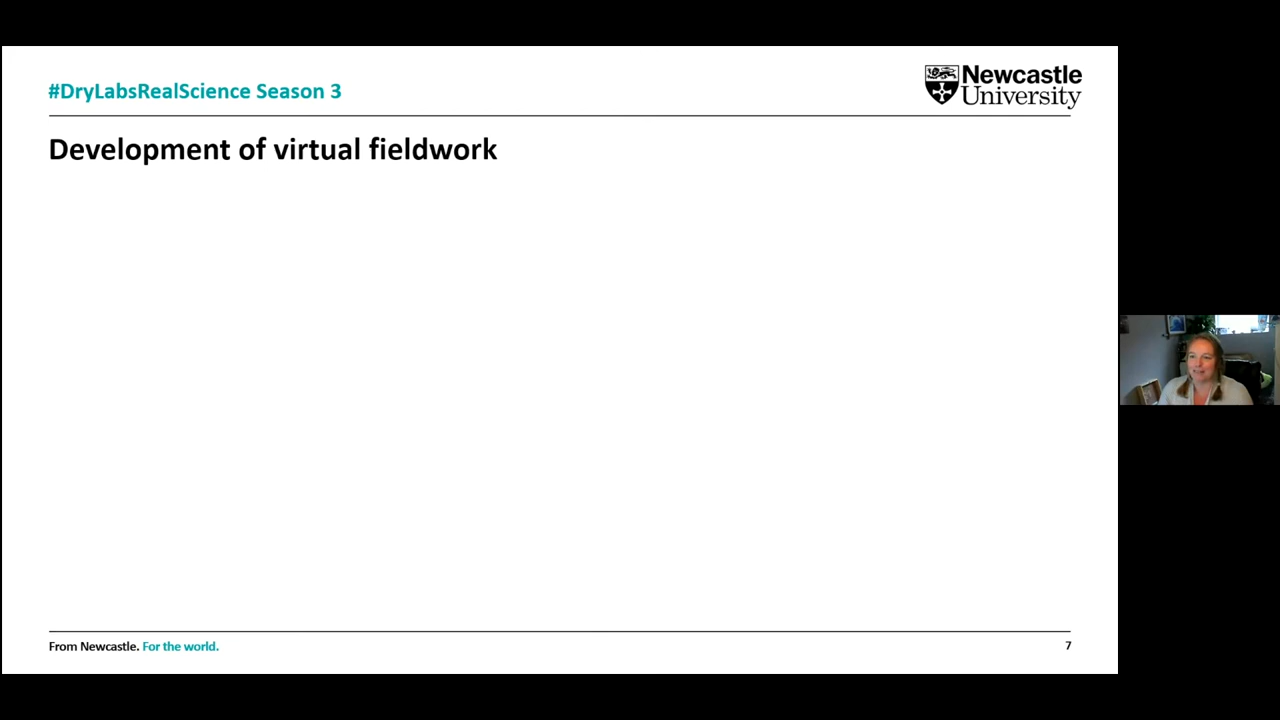 #DryLabsRealScience Season 3
Newcastle
University
Development of virtual fieldwork
From Newcastle. For the world.
7